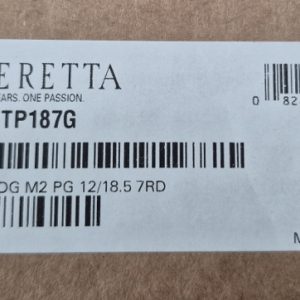 ERETTA
EARS. ONE PASSION.
TP187G
0 82
OG M2 PG 12/18.5 7RD
M